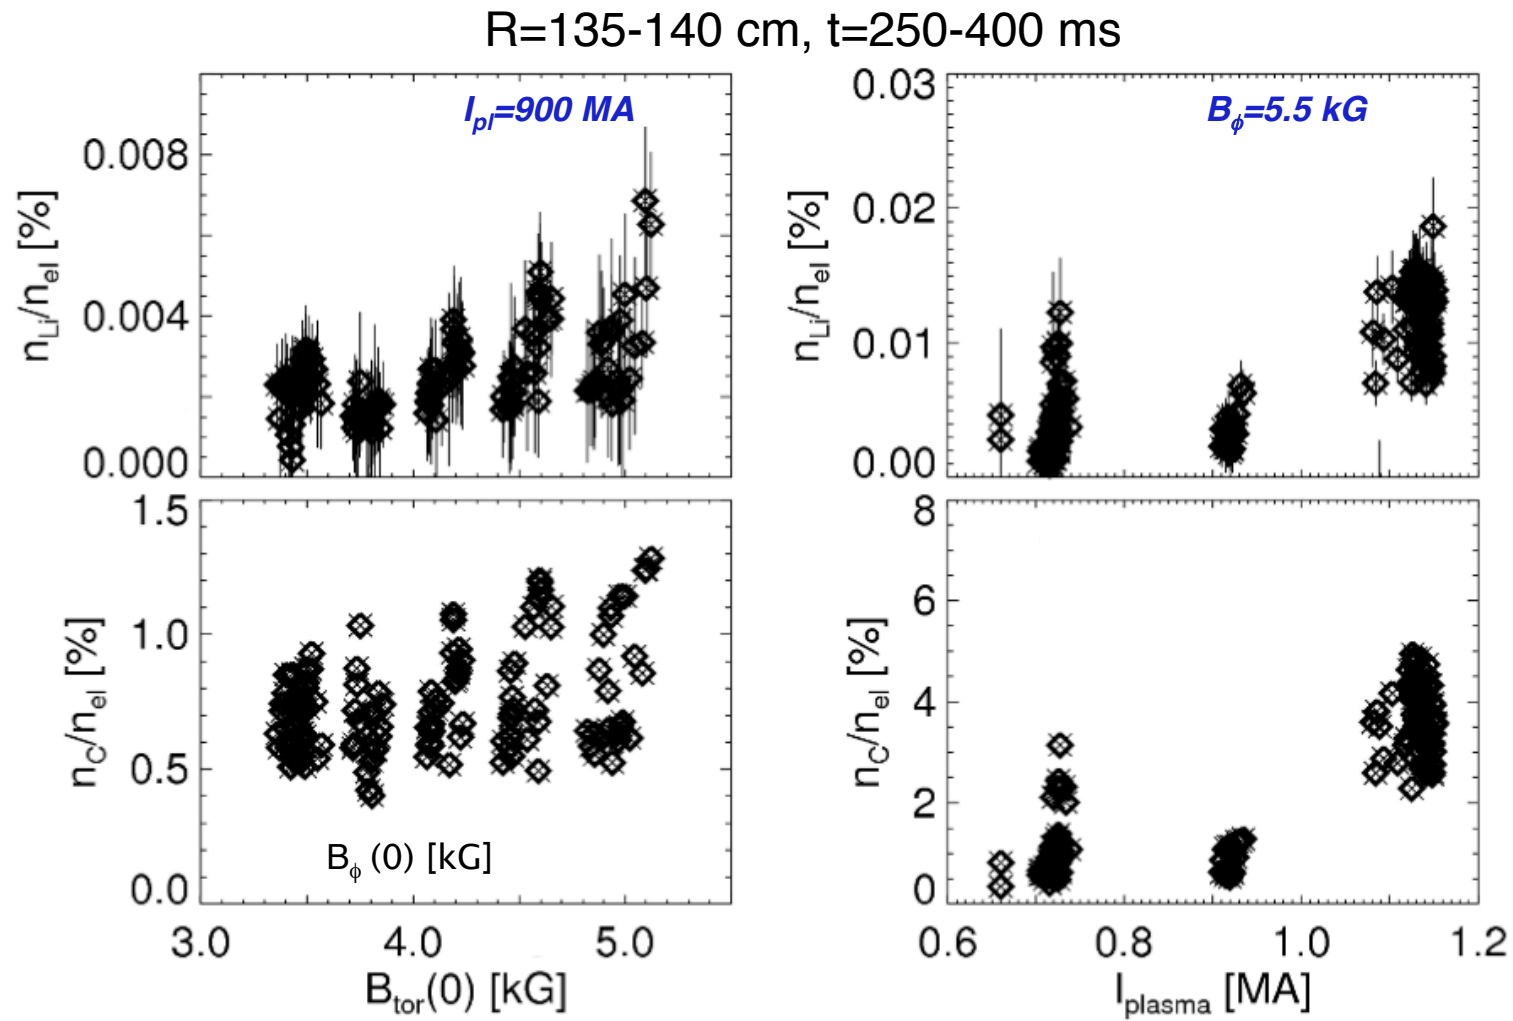 R=135-140 cm, t=250-400 ms
I_pl=900 MA
n_Li/n_el [%]
0.008
0.004
0.000
B_ϕ=5.5 kG
n_Li/n_el [%]
0.03
0.02
0.01
0.00
n_C/n_el [%]
1.5
1.0
0.5
0.0
B_ϕ (0) [kG]
3.0 4.0 5.0
B_tor(0) [kG]
n_C/n_el [%]
8
6
4
2
0
0.6 0.8 1.0 1.2
I_plasma [MA]